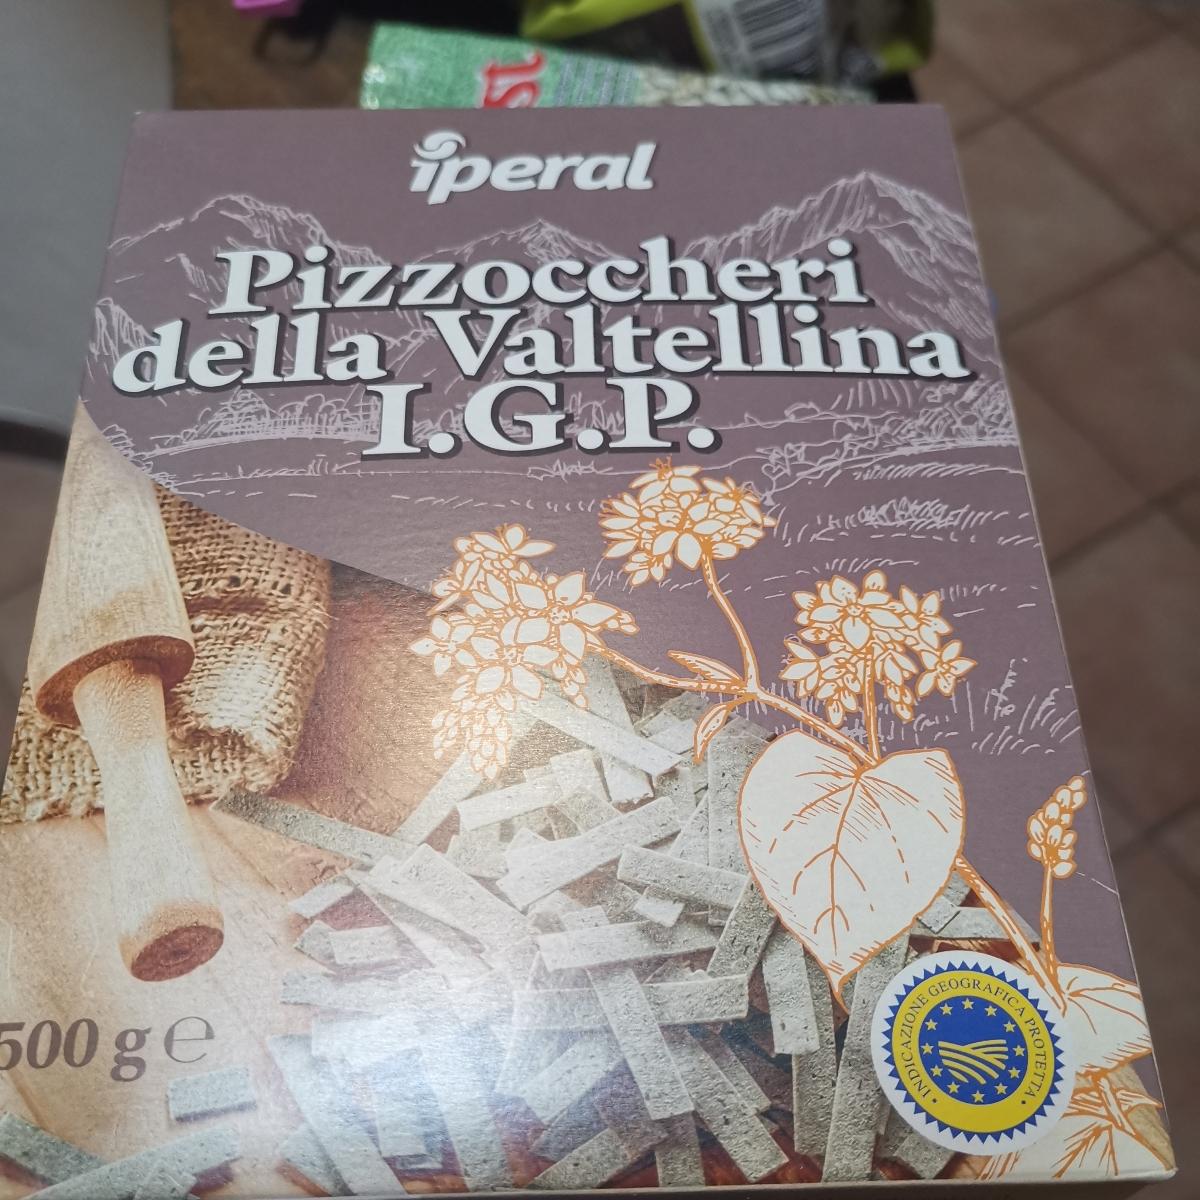 iperal
Pizzoccheri
della Valtellina
I.G.P.
500 g ℮
INDICAZIONE GEOGRAFICA PROTETTA